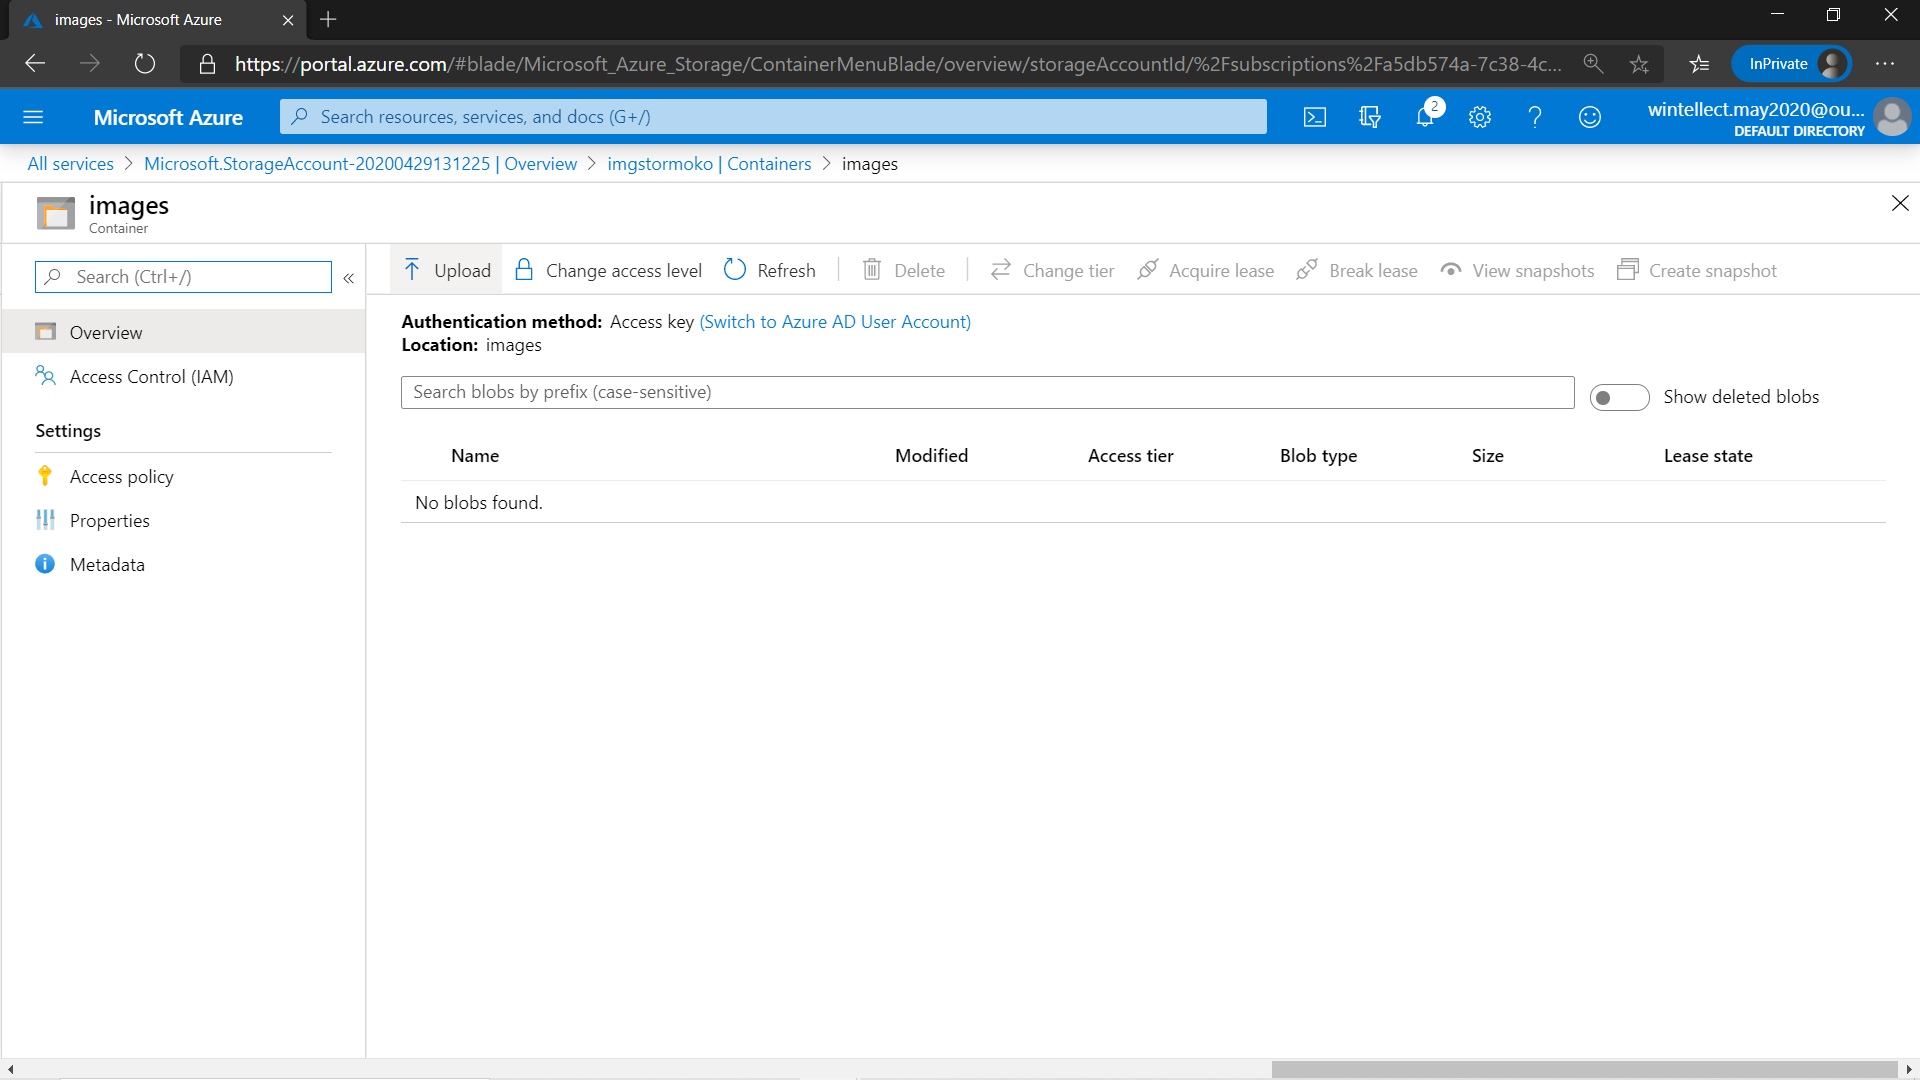 images - Microsoft Azure
https://portal.azure.com/#blade/Microsoft_Azure_Storage/ContainerMenuBlade/overview/storageAccountId/%2Fsubscriptions%2Fa5db574a-7c38-4c...
InPrivate
Microsoft Azure
Search resources, services, and docs (G+/)
2
wintellect.may2020@ou...
DEFAULT DIRECTORY
All services > Microsoft.StorageAccount-20200429131225 | Overview > imgstormoko | Containers > images
images
Container
Search (Ctrl+/)
Overview
Access Control (IAM)
Settings
Access policy
Properties
Metadata
Upload Change access level Refresh Delete Change tier Acquire lease Break lease View snapshots Create snapshot
Authentication method: Access key (Switch to Azure AD User Account)
Location: images
Search blobs by prefix (case-sensitive)
Show deleted blobs
Name Modified Access tier Blob type Size Lease state
No blobs found.